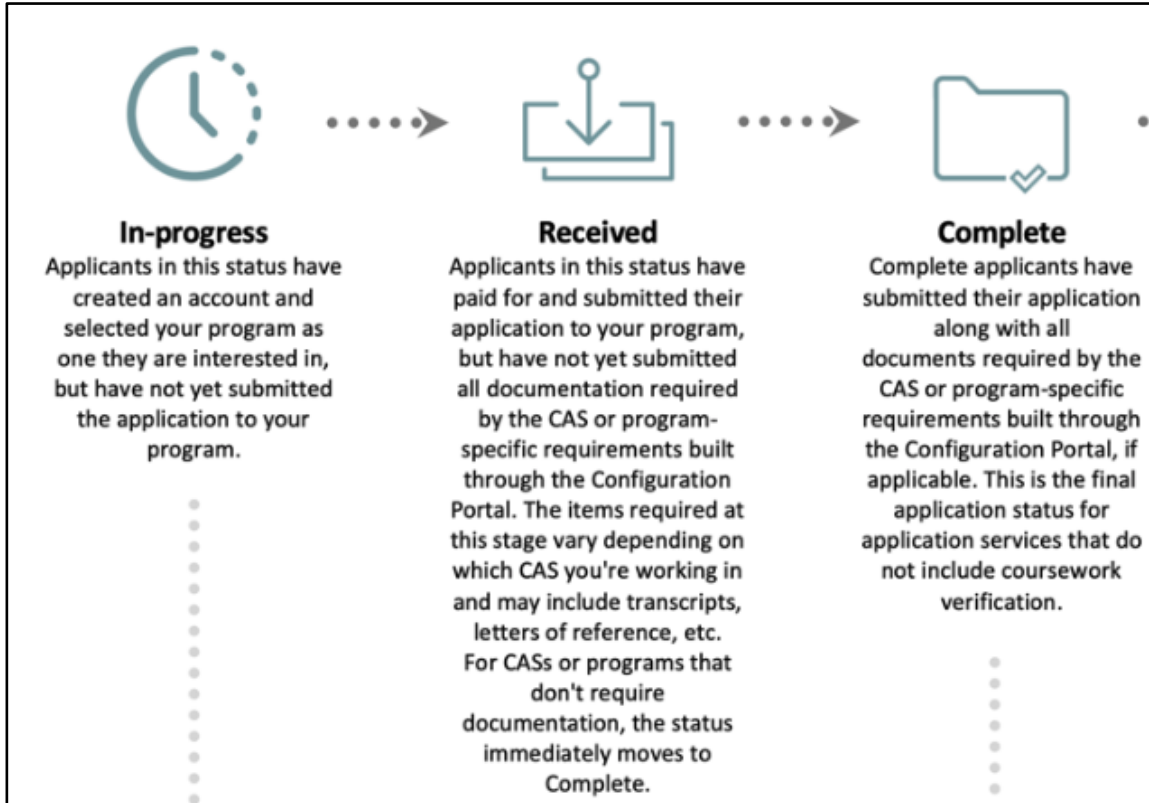 In-progress
Applicants in this status have
created an account and
selected your program as
one they are interested in,
but have not yet submitted
the application to your
program.
Received
Applicants in this status have
paid for and submitted their
application to your program,
but have not yet submitted
all documentation required
by the CAS or program-
specific requirements built
through the Configuration
Portal. The items required at
this stage vary depending on
which CAS you're working in
and may include transcripts,
letters of reference, etc.
For CASs or programs that
don't require
documentation, the status
immediately moves to
Complete.
Complete
Complete applicants have
submitted their application
along with all
documents required by the
CAS or program-specific
requirements built through
the Configuration Portal, if
applicable. This is the final
application status for
application services that do
not include coursework
verification.